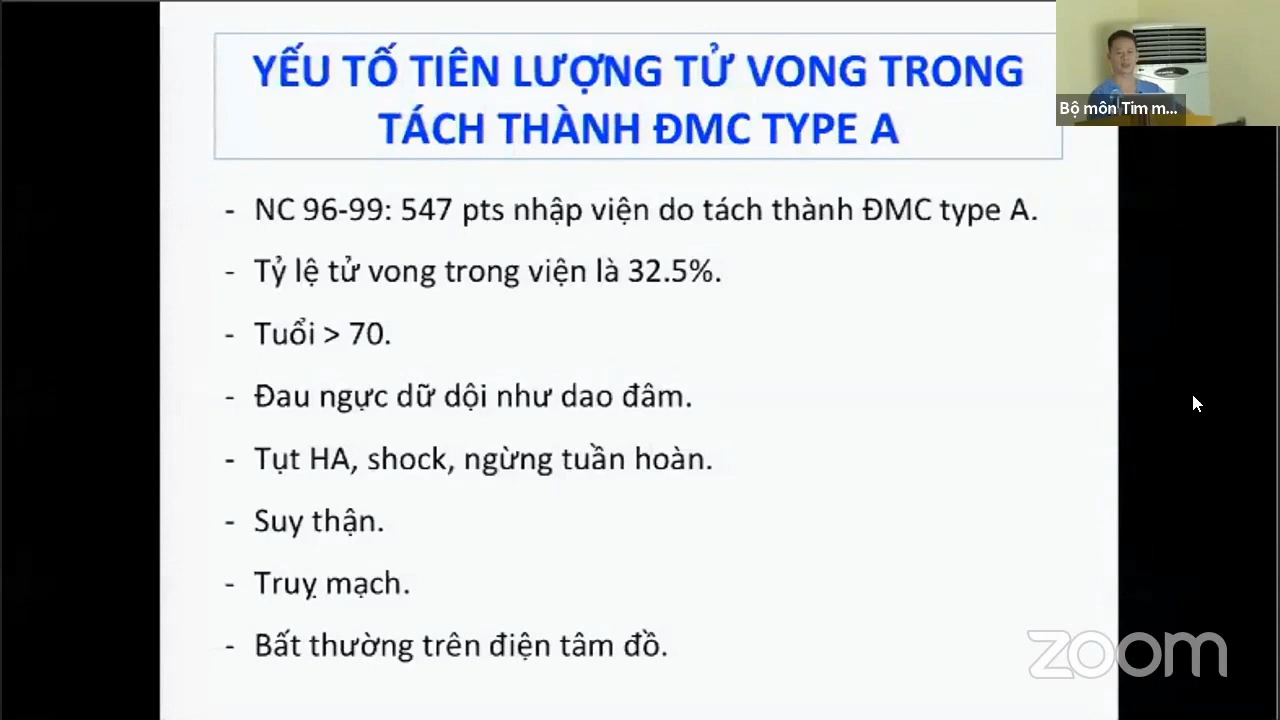 YẾU TỐ TIÊN LƯỢNG TỬ VONG TRONG
TÁCH THÀNH ĐMC TYPE A
Bộ môn Tim m...
- NC 96-99: 547 pts nhập viện do tách thành ĐMC type A.
- Tỷ lệ tử vong trong viện là 32.5%.
- Tuổi > 70.
- Đau ngực dữ dội như dao đâm.
- Tụt HA, shock, ngừng tuần hoàn.
- Suy thận.
- Truỵ mạch.
- Bất thường trên điện tâm đồ.
zoom